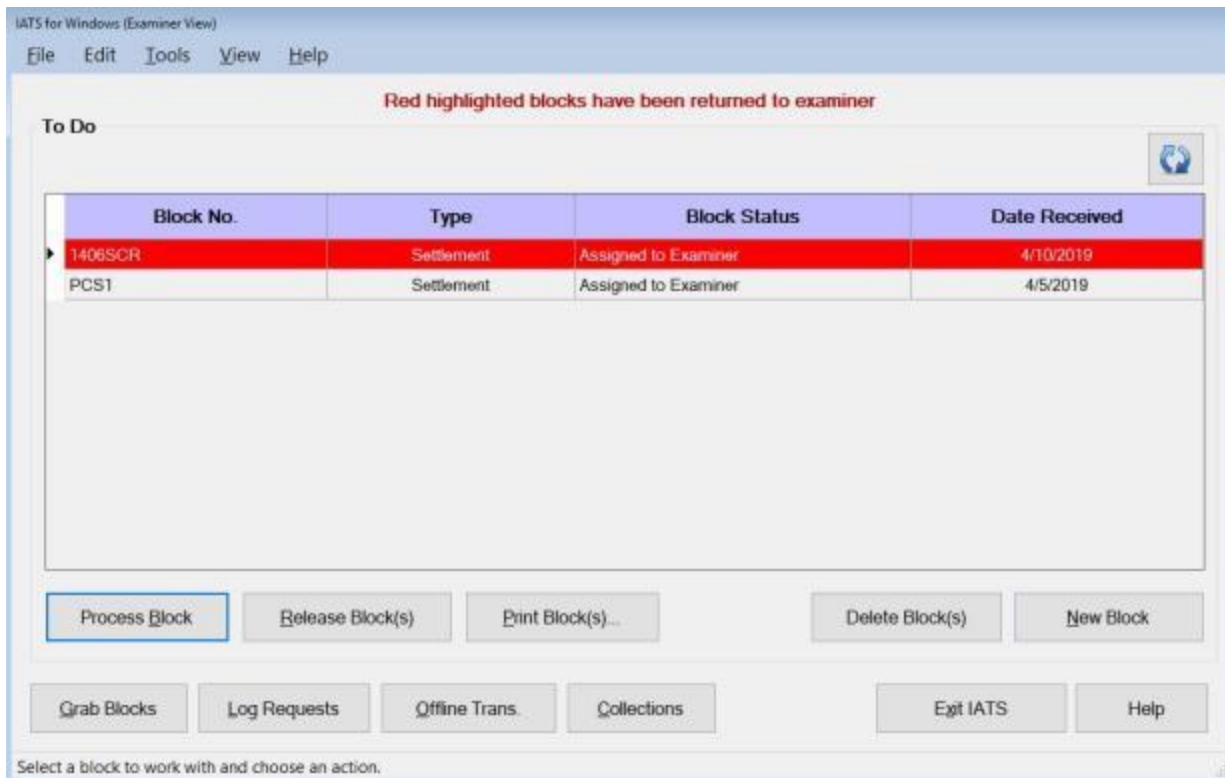 IATS for Windows (Examiner View)
File Edit Tools View Help
Red highlighted blocks have been returned to examiner
To Do
Block No. Type Block Status Date Received
1406SCR Settlement Assigned to Examiner 4/10/2019
PCS1 Settlement Assigned to Examiner 4/5/2019
Process Block Release Block(s) Print Block(s)... Delete Block(s) New Block
Grab Blocks Log Requests Offline Trans. Collections Exit IATS Help
Select a block to work with and choose an action.